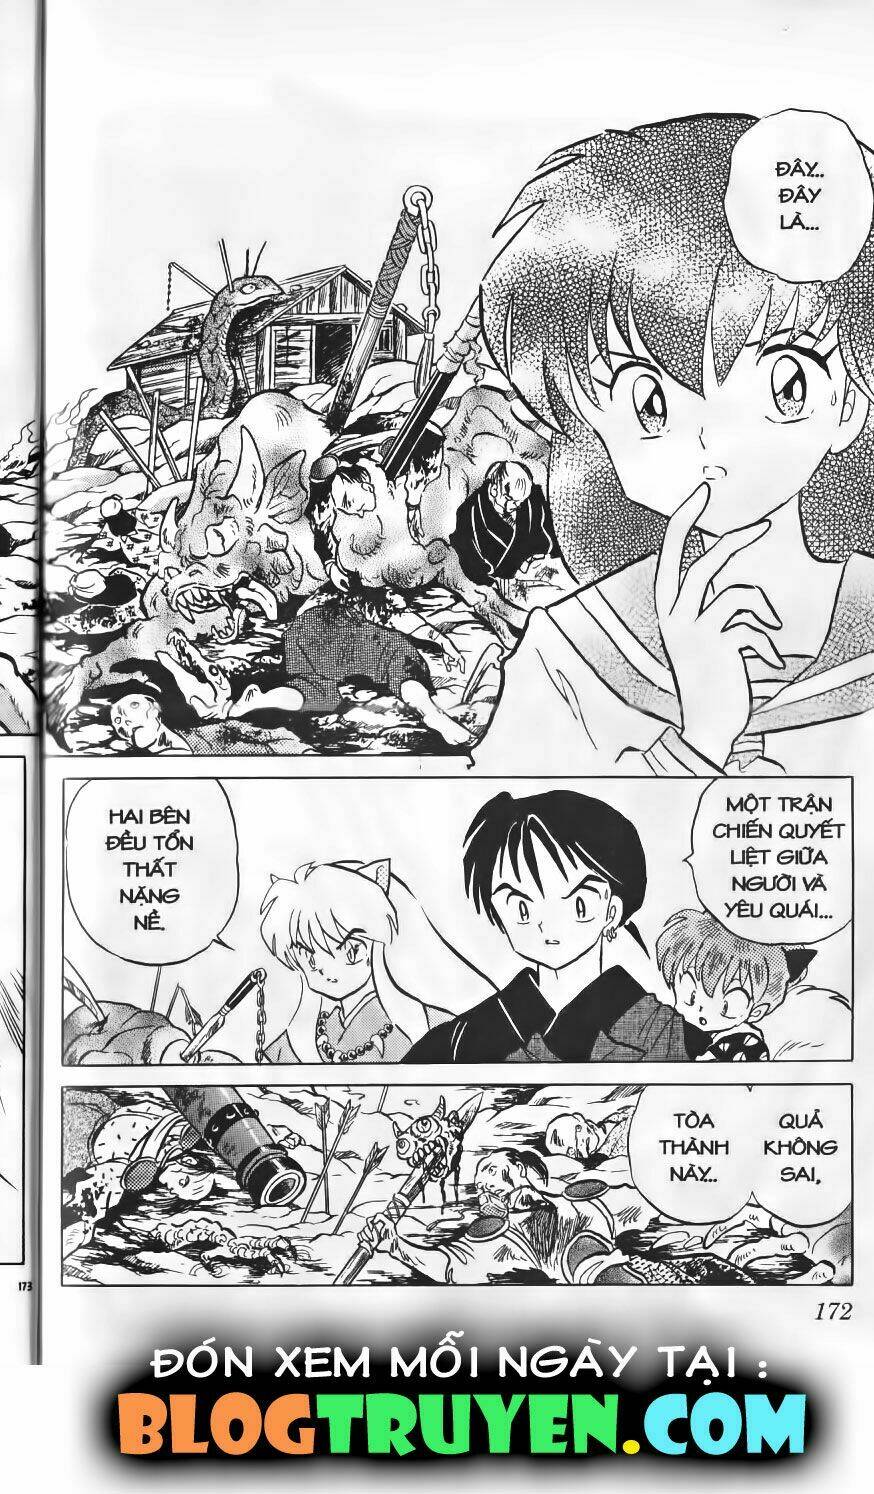 ĐÂY...
ĐÂY
LÀ...
MỘT TRẬN
CHIẾN QUYẾT
LIỆT GIỮA
NGƯỜI VÀ
YÊU QUÁI...
HAI BÊN
ĐỀU TỔN
THẤT
NẶNG
NỀ.
QUẢ
KHÔNG
SAI,
TÒA
THÀNH
NÀY...
173
172
ĐÓN XEM MỖI NGÀY TẠI :
BLOGTRUYEN.COM